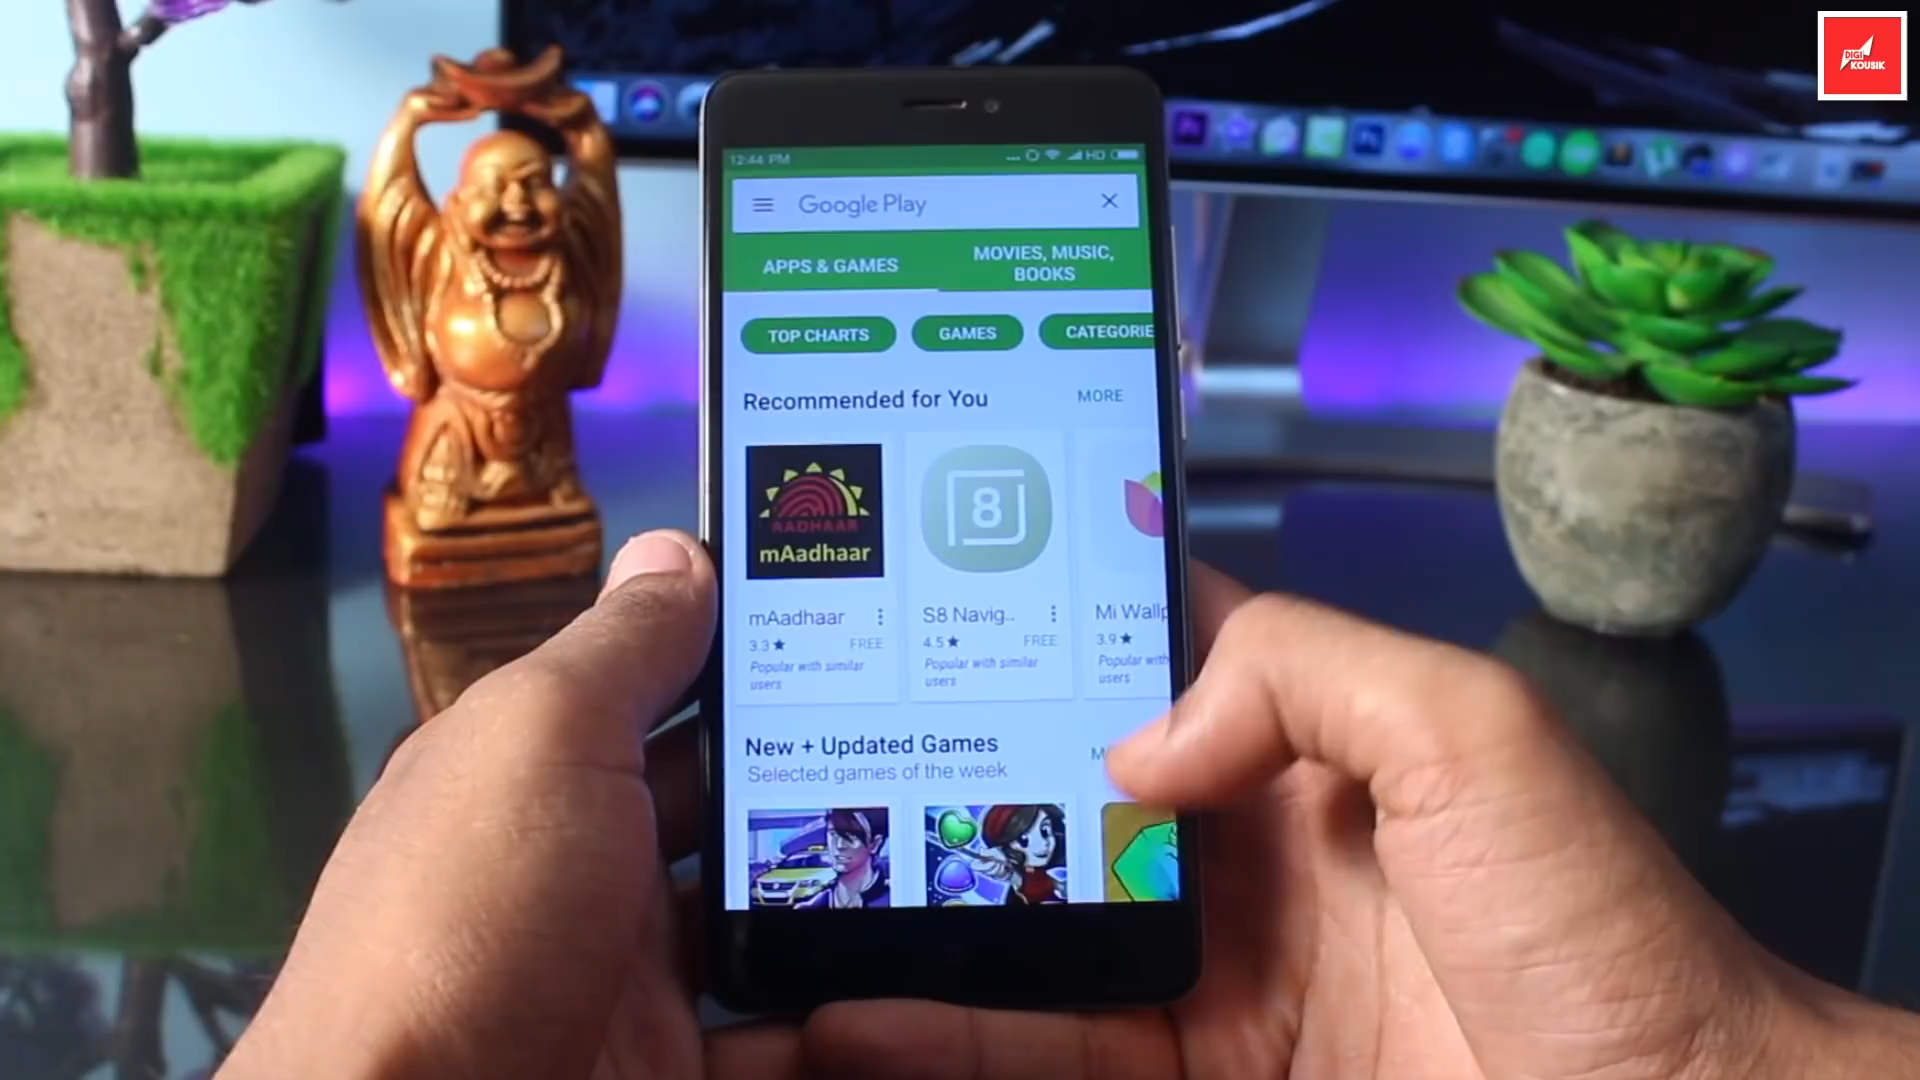 DIGI
KOUSIK
12:44 PM
HD
Google Play
APPS & GAMES
MOVIES, MUSIC,
BOOKS
TOP CHARTS
GAMES
CATEGORIE
Recommended for You
MORE
AADHAAR
mAadhaar
8
mAadhaar
3.3★
FREE
Popular with similar
users
S8 Navig..
4.5★
FREE
Popular with similar
users
Mi Wallp
3.9★
Popular with
users
New + Updated Games
Selected games of the week